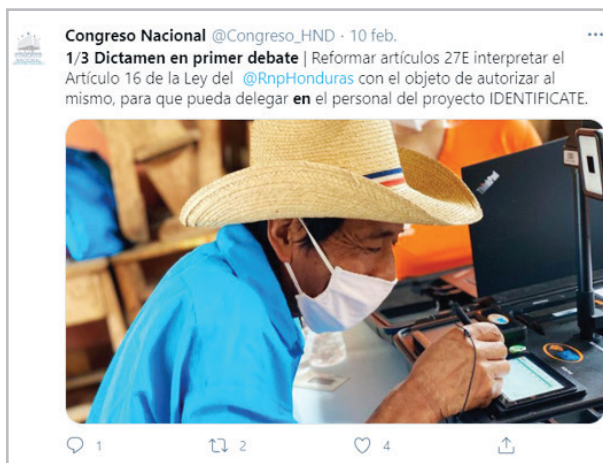 Congreso Nacional @Congreso_HND · 10 feb.
1/3 Dictamen en primer debate | Reformar artículos 27E interpretar el
Artículo 16 de la Ley del @RnpHonduras con el objeto de autorizar al
mismo, para que pueda delegar en el personal del proyecto IDENTIFICATE.
ThinkPad
1
2
4